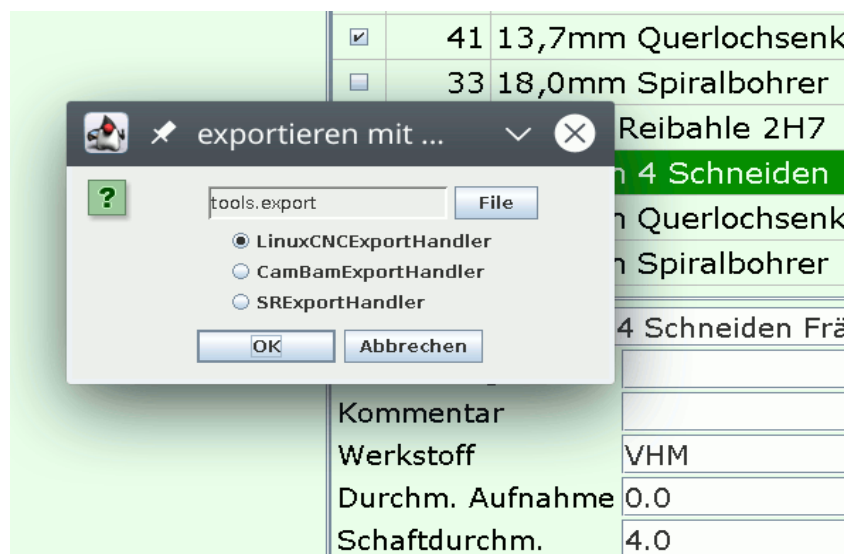 41 13,7mm Querlochsenk
33 18,0mm Spiralbohrer
exportieren mit ...
Reibahle 2H7
4 Schneiden
Querlochsenk
Spiralbohrer
?
tools.export File
LinuxCNCExportHandler
CamBamExportHandler
SRExportHandler
OK Abbrechen
4 Schneiden Frä
Kommentar
Werkstoff VHM
Durchm. Aufnahme 0.0
Schaftdurchm. 4.0